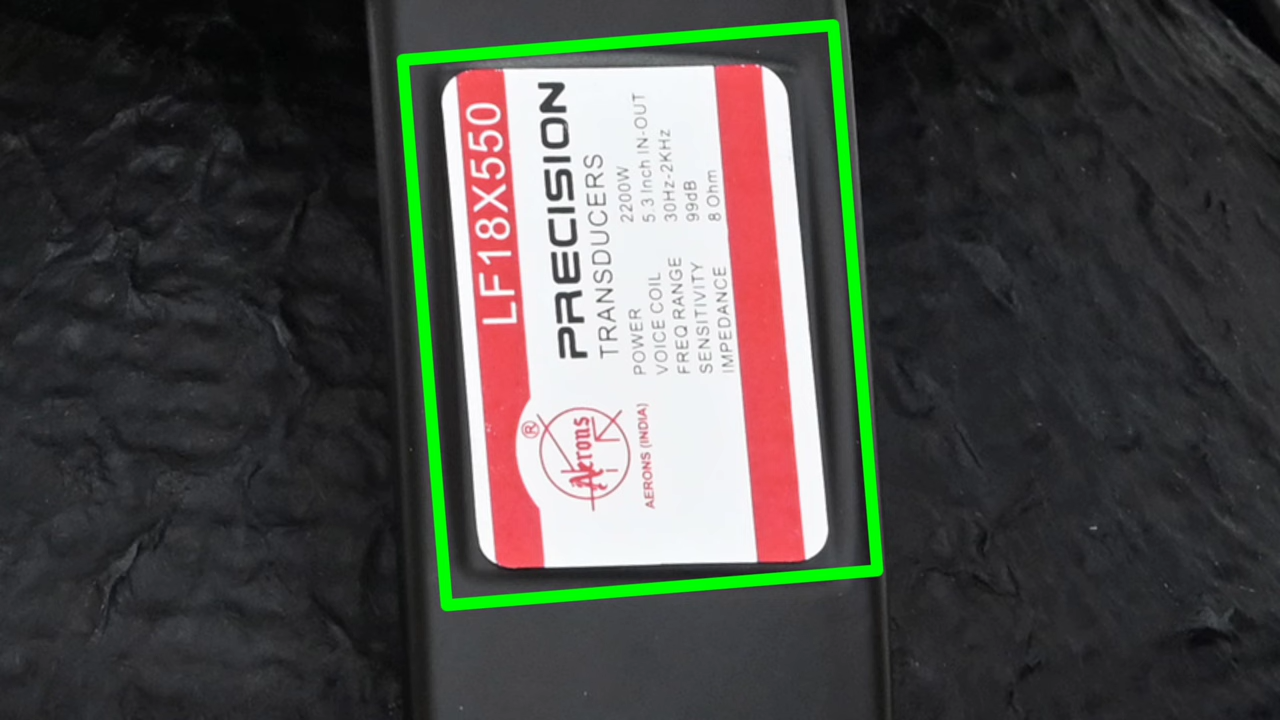 LF18X550
PRECISION
TRANSDUCERS
POWER 2200W
VOICE COIL 5.3 Inch IN-OUT
FREQ RANGE 30Hz-2KHz
SENSITIVITY 99dB
IMPEDANCE 8 Ohm
®
Aerons
AERONS (INDIA)